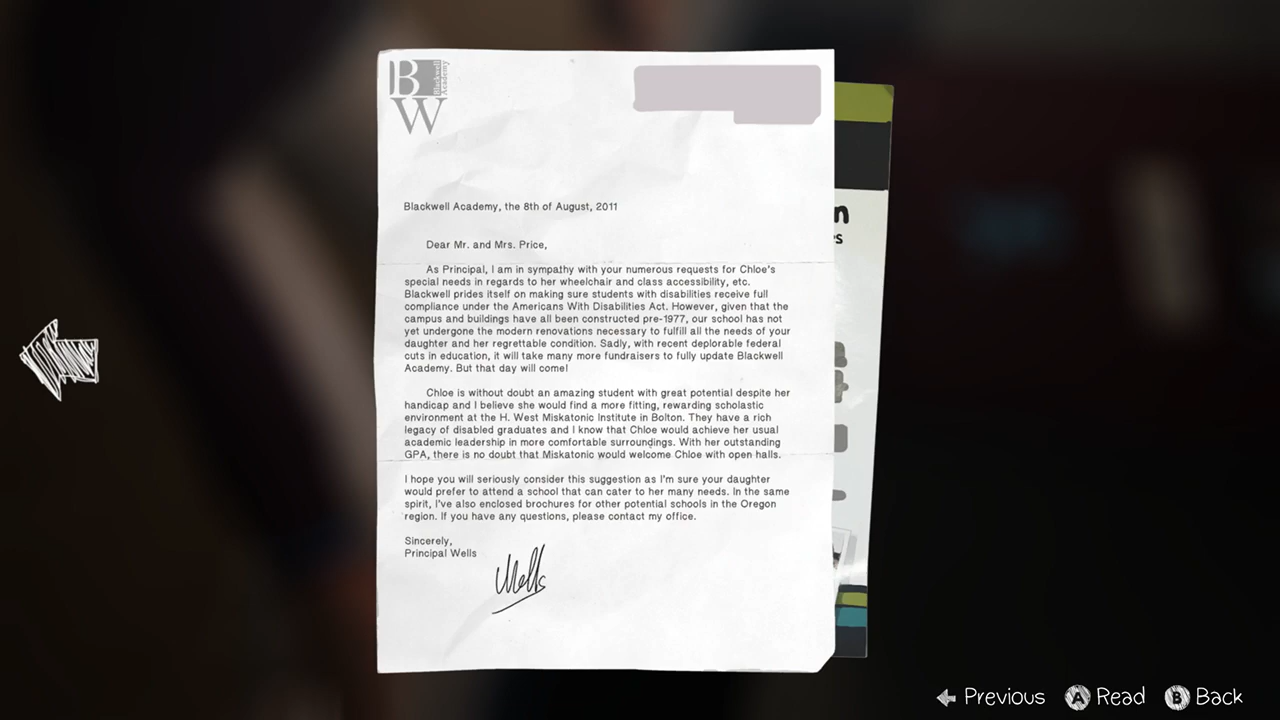 BW
Blackwell
Academy
Blackwell Academy, the 8th of August, 2011
Dear Mr. and Mrs. Price,
As Principal, I am in sympathy with your numerous requests for Chloe's
special needs in regards to her wheelchair and class accessibility, etc.
Blackwell prides itself on making sure students with disabilities receive full
compliance under the Americans With Disabilities Act. However, given that the
campus and buildings have all been constructed pre-1977, our school has not
yet undergone the modern renovations necessary to fulfill all the needs of your
daughter and her regrettable condition. Sadly, with recent deplorable federal
cuts in education, it will take many more fundraisers to fully update Blackwell
Academy. But that day will come!
Chloe is without doubt an amazing student with great potential despite her
handicap and I believe she would find a more fitting, rewarding scholastic
environment at the H. West Miskatonic Institute in Bolton. They have a rich
legacy of disabled graduates and I know that Chloe would achieve her usual
academic leadership in more comfortable surroundings. With her outstanding
GPA, there is no doubt that Miskatonic would welcome Chloe with open halls.
I hope you will seriously consider this suggestion as I'm sure your daughter
would prefer to attend a school that can cater to her many needs. In the same
spirit, I've also enclosed brochures for other potential schools in the Oregon
region. If you have any questions, please contact my office.
Sincerely,
Principal Wells
Wells
n
s
Previous A Read B Back